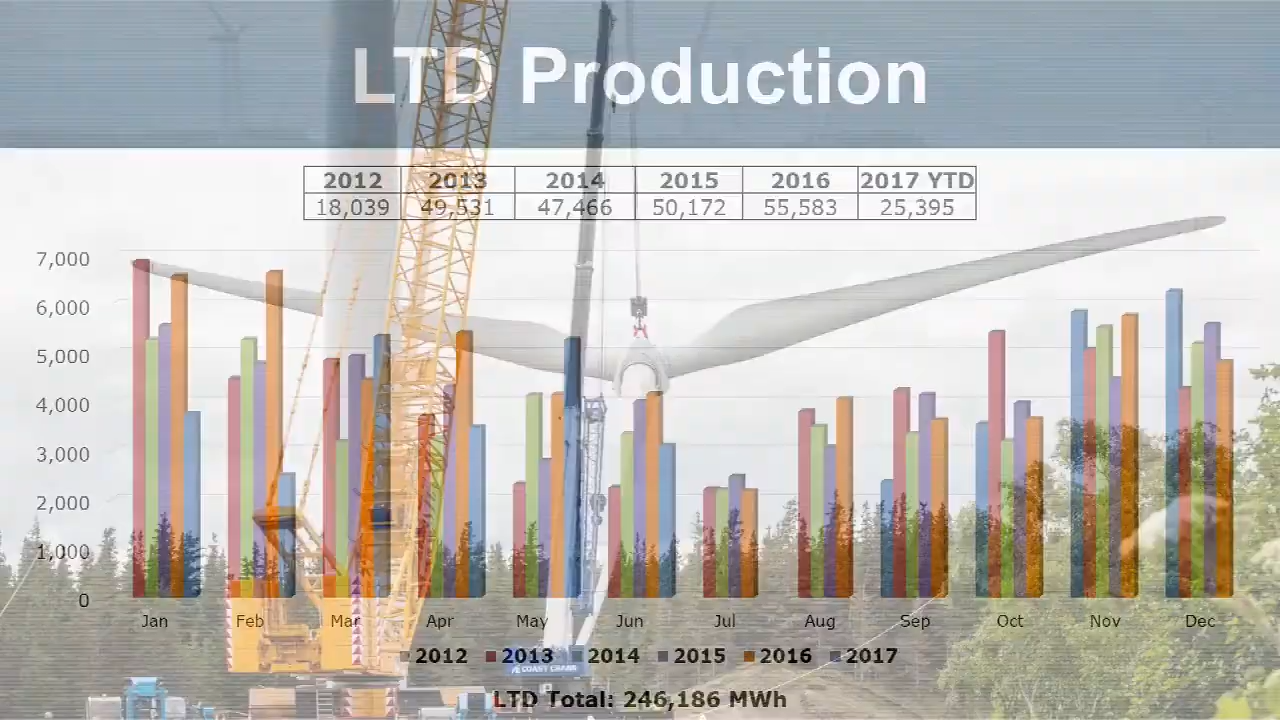 LTD Production
2012 2013 2014 2015 2016 2017 YTD
18,039 49,531 47,466 50,172 55,583 25,395
7,000
6,000
5,000
4,000
3,000
2,000
1,000
0
Jan Feb Mar Apr May Jun Jul Aug Sep Oct Nov Dec
2012 2013 2014 2015 2016 2017
COAST CRANE
LTD Total: 246,186 MWh